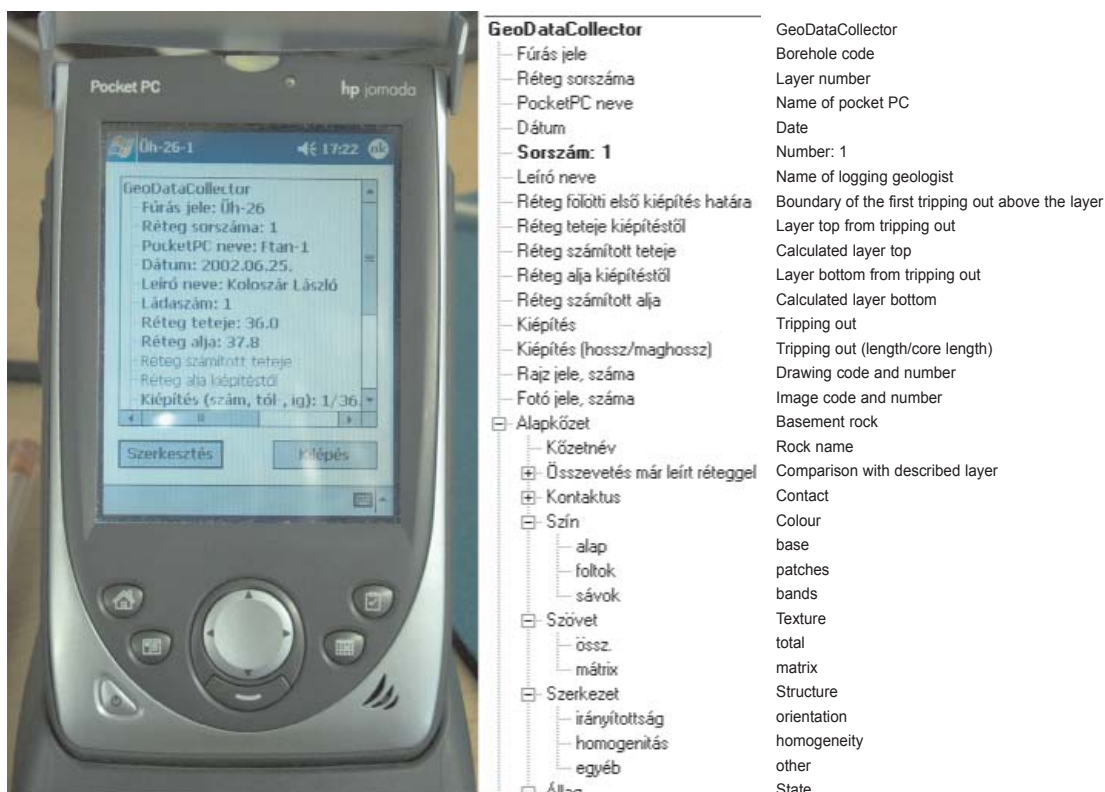 Pocket PC
hp jornada
Üh-26-1
17:22 ok
GeoDataCollector
Fúrás jele: Üh-26
Réteg sorszáma: 1
PocketPC neve: Ftan-1
Dátum: 2002.06.25.
Leíró neve: Koloszár László
Ládaszám: 1
Réteg teteje: 36.0
Réteg alja: 37.8
Réteg számított teteje
Réteg alja kiépítéstől
Kiépítés (szám, tól-, ig): 1/36.
Szerkesztés
Kilépés
GeoDataCollector GeoDataCollector
Fúrás jele Borehole code
Réteg sorszáma Layer number
PocketPC neve Name of pocket PC
Dátum Date
Sorszám: 1 Number: 1
Leíró neve Name of logging geologist
Réteg fölötti első kiépítés határa Boundary of the first tripping out above the layer
Réteg teteje kiépítéstől Layer top from tripping out
Réteg számított teteje Calculated layer top
Réteg alja kiépítéstől Layer bottom from tripping out
Réteg számított alja Calculated layer bottom
Kiépítés Tripping out
Kiépítés (hossz/maghossz) Tripping out (length/core length)
Rajz jele, száma Drawing code and number
Fotó jele, száma Image code and number
Alapkőzet Basement rock
Kőzetnév Rock name
Összevetés már leírt réteggel Comparison with described layer
Kontaktus Contact
Szín Colour
alap base
foltok patches
sávok bands
Szövet Texture
össz. total
mátrix matrix
Szerkezet Structure
irányítottság orientation
homogenitás homogeneity
egyéb other
Állag State